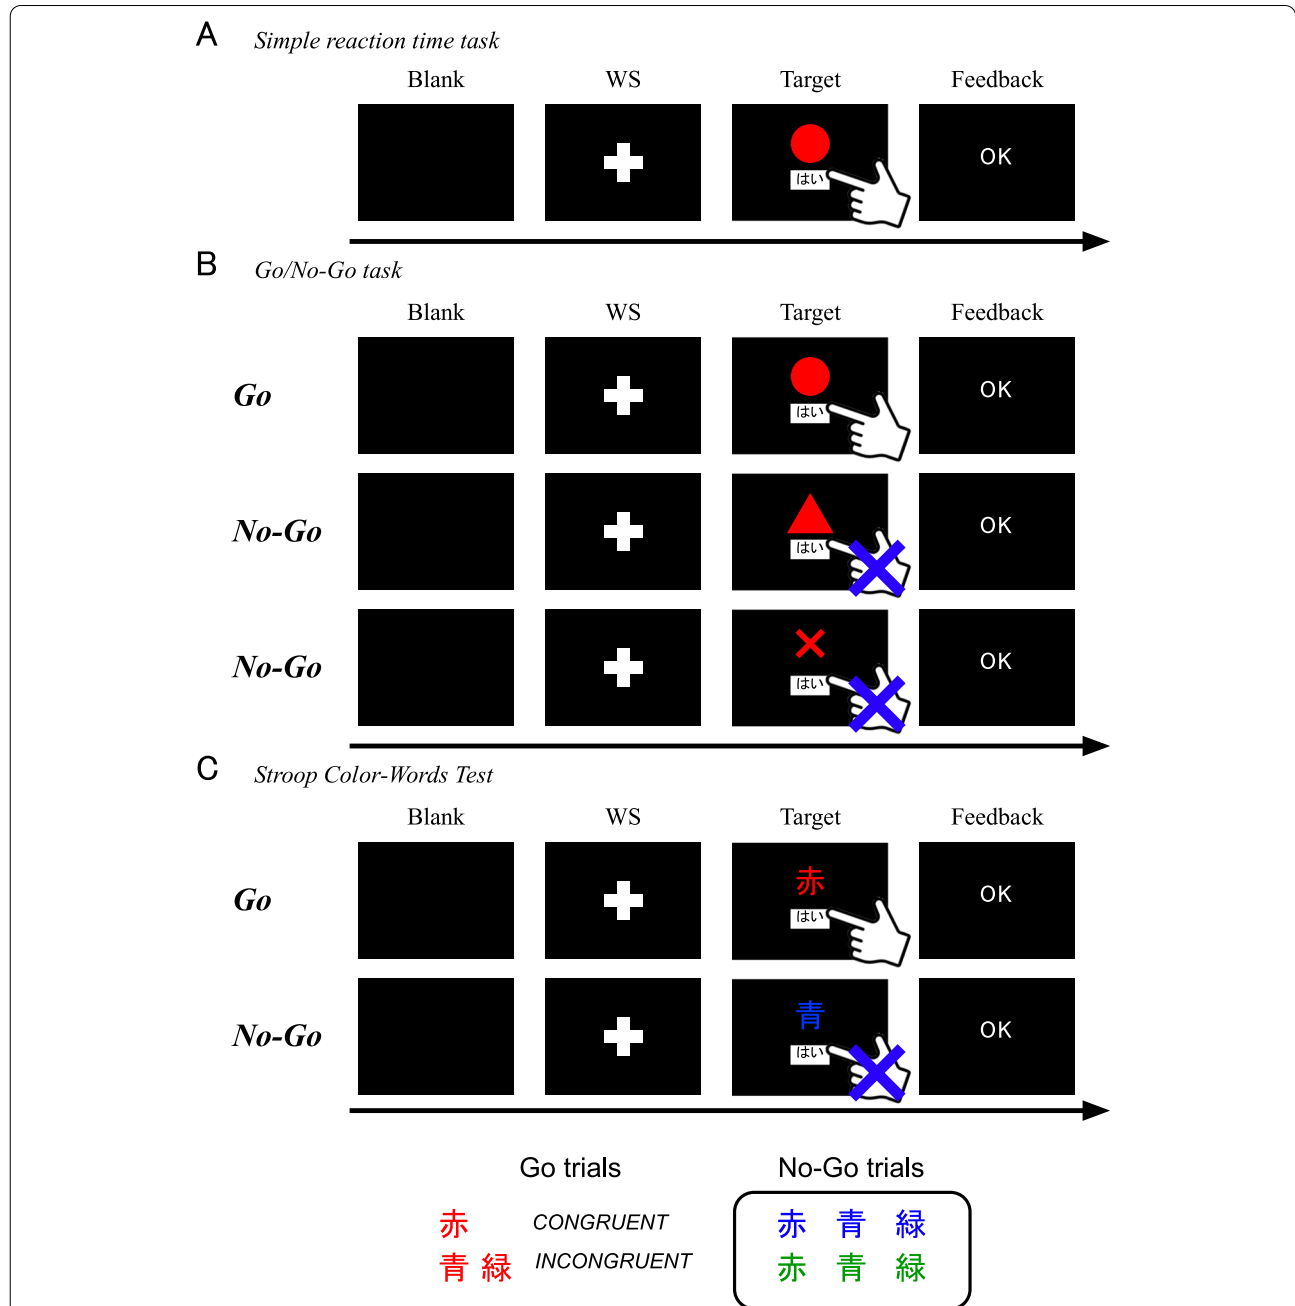 A Simple reaction time task
Blank WS Target Feedback
はい OK
B Go/No-Go task
Blank WS Target Feedback
Go はい OK
No-Go はい OK
No-Go はい OK
C Stroop Color-Words Test
Blank WS Target Feedback
Go 赤 はい OK
No-Go 青 はい OK
Go trials No-Go trials
赤 CONGRUENT 赤 青 緑
青 緑 INCONGRUENT 赤 青 緑